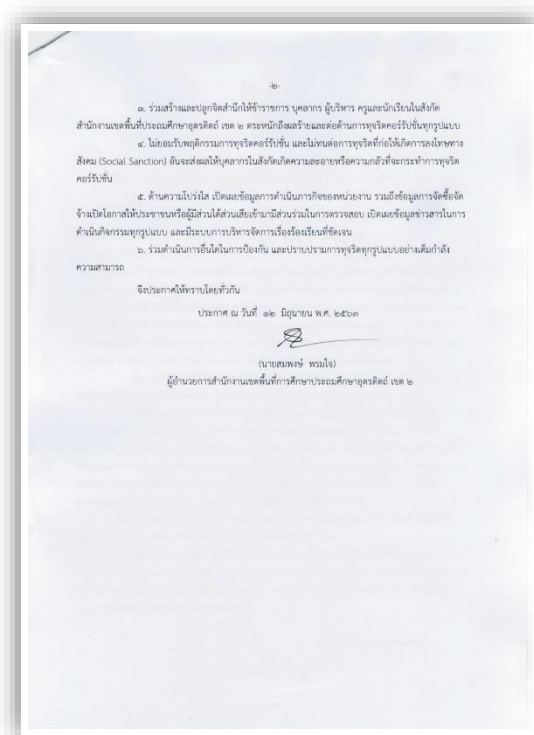 -๒-
๓. ร่วมสร้างและปลูกจิตสำนึกให้ข้าราชการ บุคลากร ผู้บริหาร ครูและนักเรียนในสังกัด
สำนักงานเขตพื้นที่ประถมศึกษาอุตรดิตถ์ เขต ๒ ตระหนักถึงผลร้ายและต่อต้านการทุจริตคอร์รัปชั่นทุกรูปแบบ
๔. ไม่ยอมรับพฤติกรรมการทุจริตคอร์รัปชั่น และไม่ทนต่อการทุจริตที่ก่อให้เกิดการลงโทษทาง
สังคม (Social Sanction) อันจะส่งผลให้บุคลากรในสังกัดเกิดความละอายหรือความกลัวที่จะกระทำการทุจริต
คอร์รัปชั่น
๕. ด้านความโปร่งใส เปิดเผยข้อมูลการดำเนินภารกิจของหน่วยงาน รวมถึงข้อมูลการจัดซื้อจัด
จ้างเปิดโอกาสให้ประชาชนหรือผู้มีส่วนได้ส่วนเสียเข้ามามีส่วนร่วมในการตรวจสอบ เปิดเผยข้อมูลข่าวสารในการ
ดำเนินกิจกรรมทุกรูปแบบ และมีระบบการบริหารจัดการเรื่องร้องเรียนที่ชัดเจน
๖. ร่วมดำเนินการอื่นใดในการป้องกัน และปราบปรามการทุจริตทุกรูปแบบอย่างเต็มกำลัง
ความสามารถ
จึงประกาศให้ทราบโดยทั่วกัน
ประกาศ ณ วันที่ ๑๒ มิถุนายน พ.ศ. ๒๕๖๓
(นายสมพงษ์ พรมใจ)
ผู้อำนวยการสำนักงานเขตพื้นที่การศึกษาประถมศึกษาอุตรดิตถ์ เขต ๒